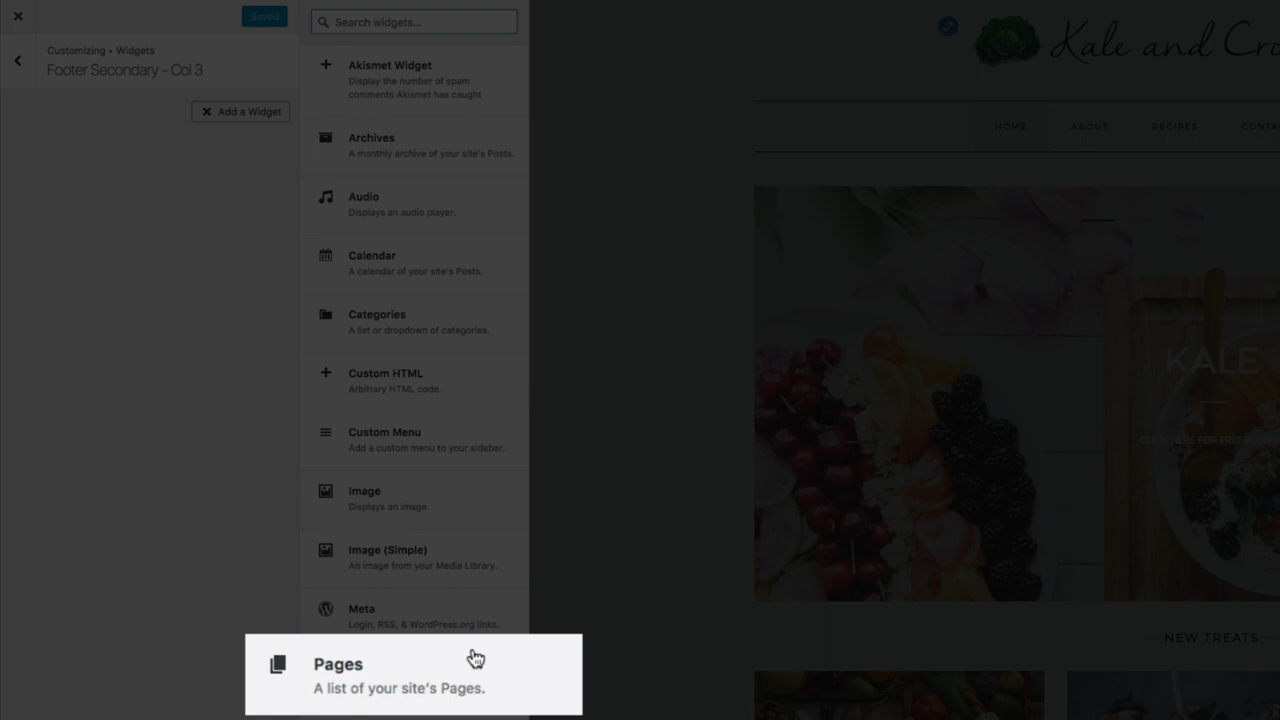 Saved
Customizing • Widgets
Footer Secondary – Col 3
Add a Widget
Search widgets...
Akismet Widget
Display the number of spam
comments Akismet has caught
Archives
A monthly archive of your site's Posts.
Audio
Displays an audio player.
Calendar
A calendar of your site's Posts.
Categories
A list or dropdown of categories.
Custom HTML
Arbitrary HTML code.
Custom Menu
Add a custom menu to your sidebar.
Image
Displays an image.
Image (Simple)
An image from your Media Library.
Meta
Login, RSS, & WordPress.org links.
Pages
A list of your site's Pages.
Kale and Cr
HOME ABOUT RECIPES CONTA
KALE
CLICK HERE FOR FREE
NEW TREATS